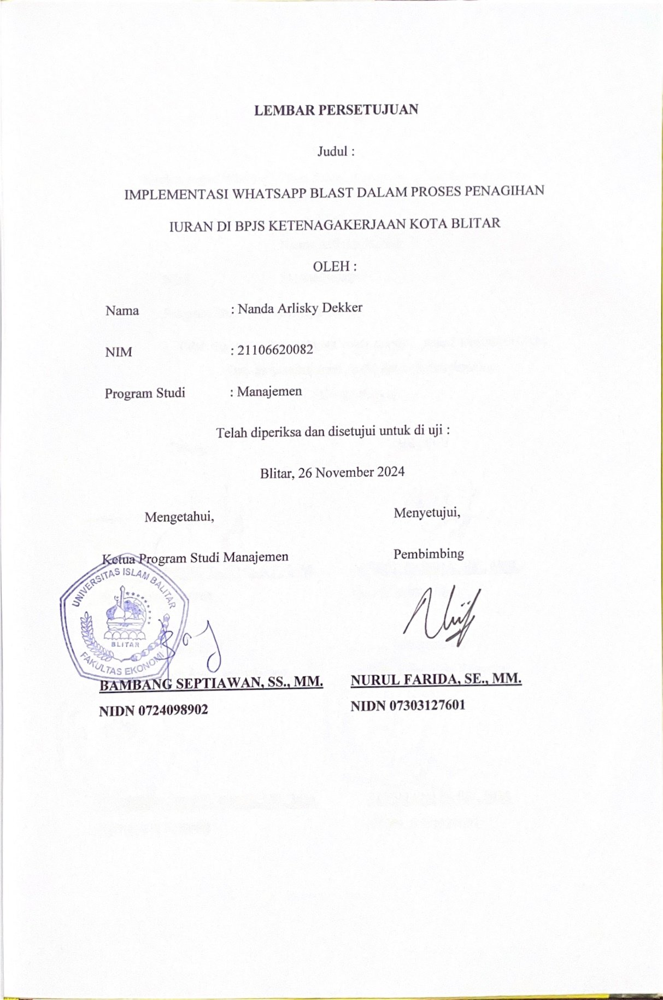 LEMBAR PERSETUJUAN
Judul :
IMPLEMENTASI WHATSAPP BLAST DALAM PROSES PENAGIHAN
IURAN DI BPJS KETENAGAKERJAAN KOTA BLITAR
OLEH :
Nama : Nanda Arlisky Dekker
NIM : 21106620082
Program Studi : Manajemen
Telah diperiksa dan disetujui untuk di uji :
Blitar, 26 November 2024
Mengetahui, Menyetujui,
Ketua Program Studi Manajemen Pembimbing
UNIVERSITAS ISLAM BALITAR
BLITAR
FAKULTAS EKONOMI
BAMBANG SEPTIAWAN, SS., MM. NURUL FARIDA, SE., MM.
NIDN 0724098902 NIDN 07303127601